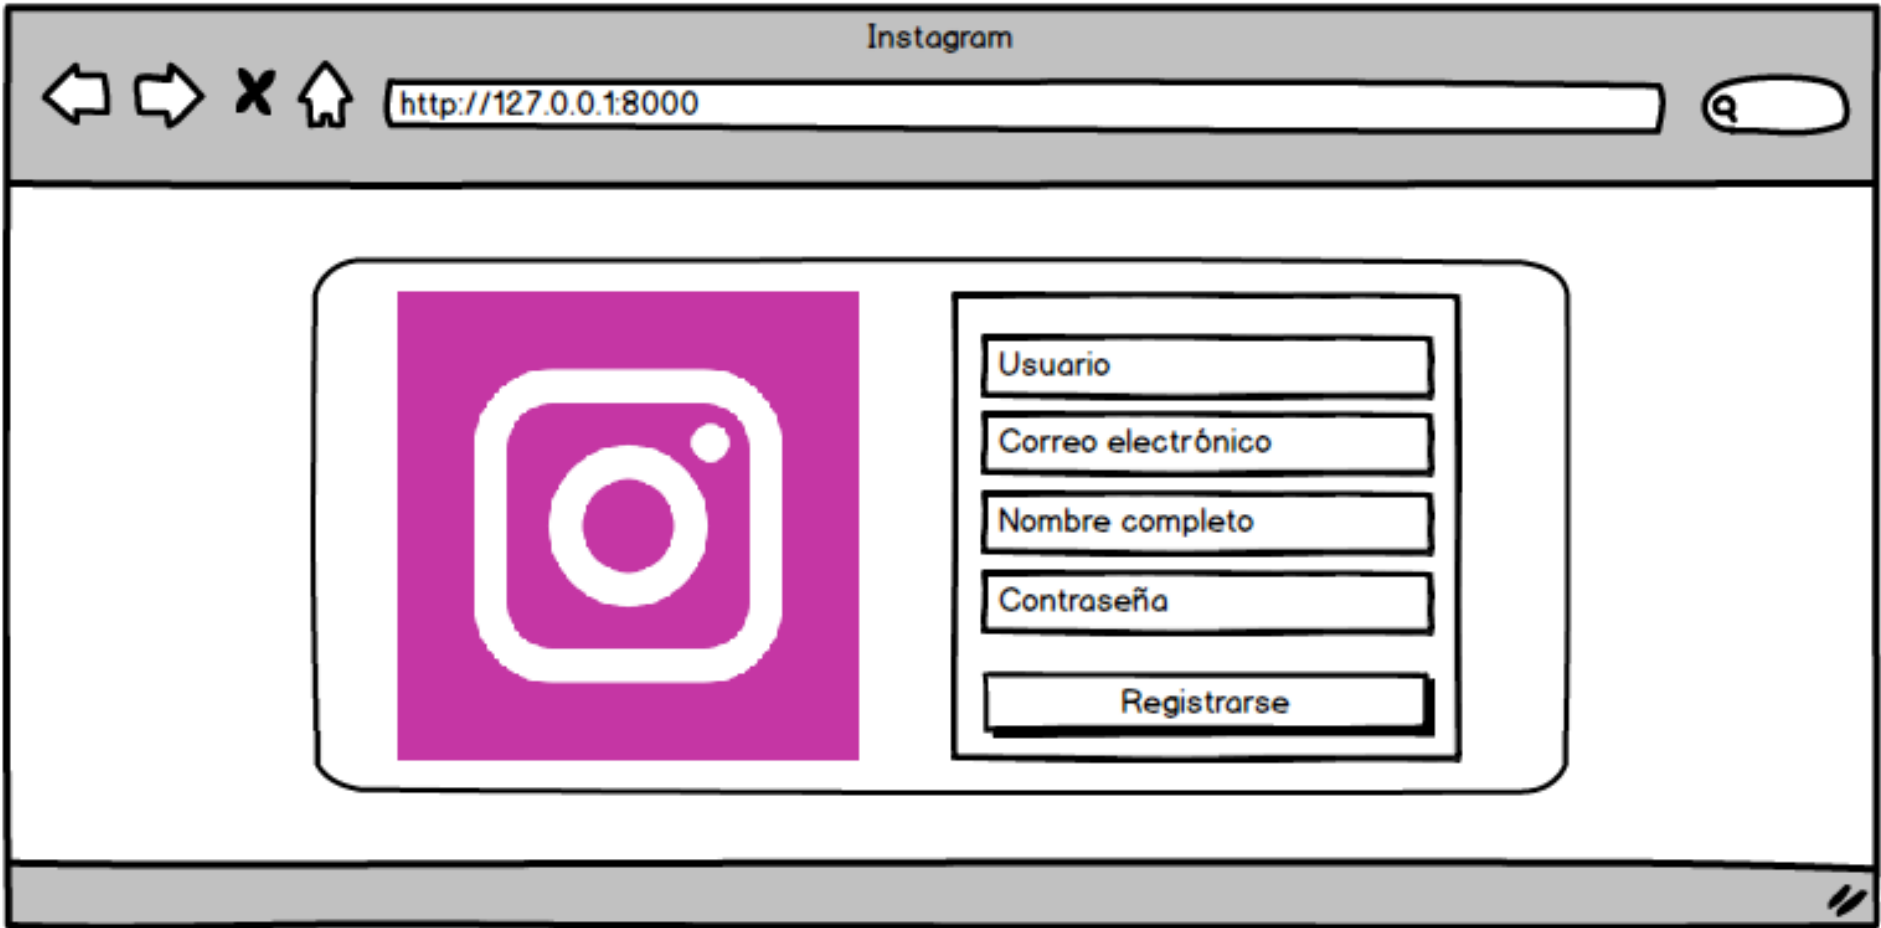 Instagram
http://127.0.0.1:8000
Usuario
Correo electrónico
Nombre completo
Contraseña
Registrarse